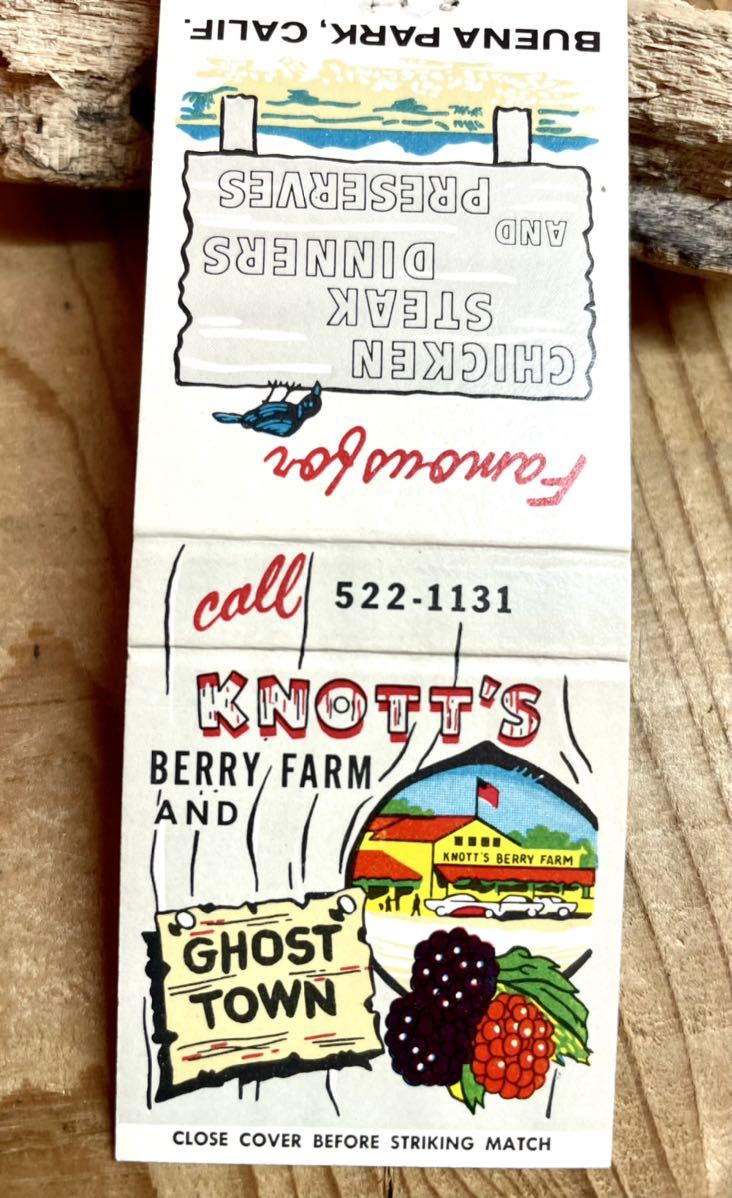 BUENA PARK, CALIF.
Famous for
CHICKEN
STEAK
DINNERS
AND
PRESERVES
call 522-1131
KNOTT'S
BERRY FARM
AND
KNOTT'S BERRY FARM
GHOST
TOWN
CLOSE COVER BEFORE STRIKING MATCH